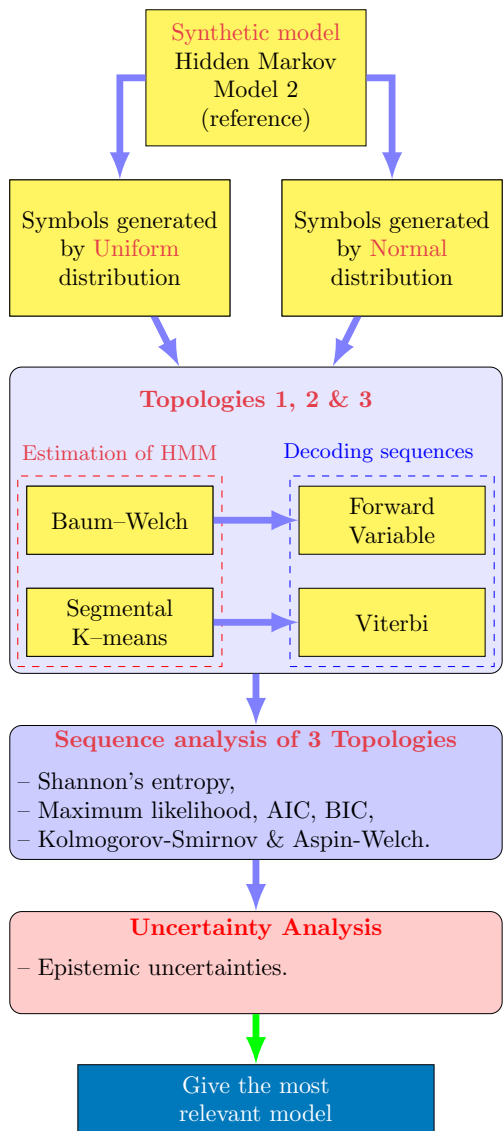 Synthetic model
Hidden Markov
Model 2
(reference)
Symbols generated
by Uniform
distribution
Symbols generated
by Normal
distribution
Topologies 1, 2 & 3
Estimation of HMM
Decoding sequences
Baum–Welch
Forward
Variable
Segmental
K–means
Viterbi
Sequence analysis of 3 Topologies
– Shannon's entropy,
– Maximum likelihood, AIC, BIC,
– Kolmogorov-Smirnov & Aspin-Welch.
Uncertainty Analysis
– Epistemic uncertainties.
Give the most
relevant model